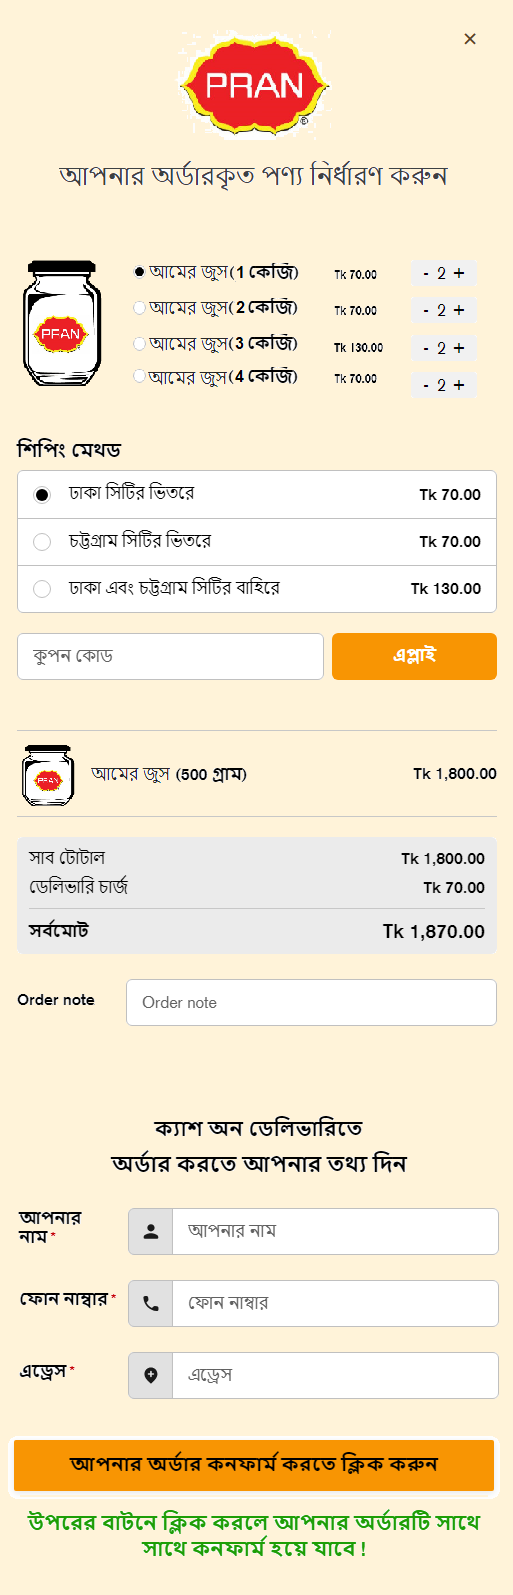 ×
PRAN
®
আপনার অর্ডারকৃত পণ্য নির্ধারণ করুন
PRAN
আমের জুস(1 কেজি) Tk 70.00 - 2 +
আমের জুস(2 কেজি) Tk 70.00 - 2 +
আমের জুস(3 কেজি) Tk 130.00 - 2 +
আমের জুস(4 কেজি) Tk 70.00 - 2 +
শিপিং মেথড
ঢাকা সিটির ভিতরে Tk 70.00
চট্টগ্রাম সিটির ভিতরে Tk 70.00
ঢাকা এবং চট্টগ্রাম সিটির বাহিরে Tk 130.00
কুপন কোড এপ্লাই
PRAN
আমের জুস (500 গ্রাম) Tk 1,800.00
সাব টোটাল Tk 1,800.00
ডেলিভারি চার্জ Tk 70.00
সর্বমোট Tk 1,870.00
Order note Order note
ক্যাশ অন ডেলিভারিতে
অর্ডার করতে আপনার তথ্য দিন
আপনার
নাম * আপনার নাম
ফোন নাম্বার * ফোন নাম্বার
এড্রেস * এড্রেস
আপনার অর্ডার কনফার্ম করতে ক্লিক করুন
উপরের বাটনে ক্লিক করলে আপনার অর্ডারটি সাথে
সাথে কনফার্ম হয়ে যাবে !